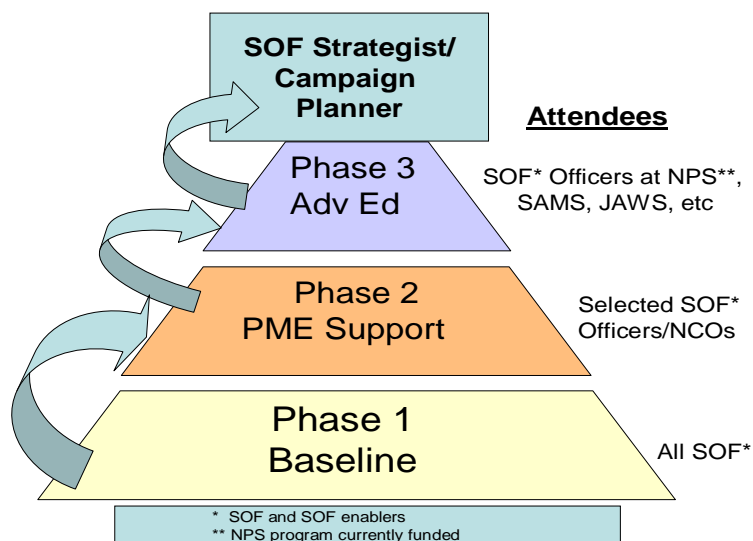 SOF Strategist/
Campaign
Planner
Attendees
Phase 3
Adv Ed
SOF* Officers at NPS**,
SAMS, JAWS, etc
Phase 2
PME Support
Selected SOF*
Officers/NCOs
Phase 1
Baseline
All SOF*
* SOF and SOF enablers
** NPS program currently funded